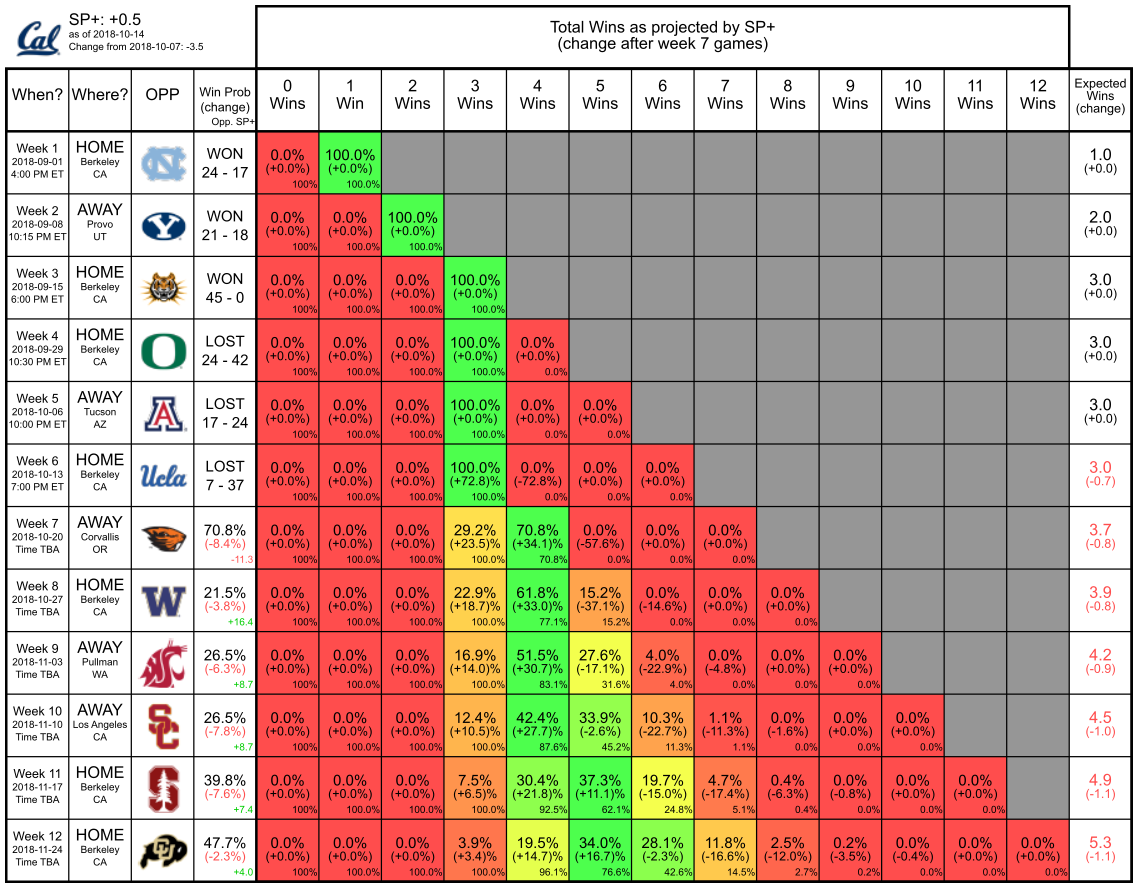 Cal
SP+: +0.5
as of 2018-10-14
Change from 2018-10-07: -3.5
Total Wins as projected by SP+
(change after week 7 games)
When? Where? OPP
Win Prob
(change)
Opp. SP+
0 1 2 3 4 5 6 7 8 9 10 11 12
Wins Win Wins Wins Wins Wins Wins Wins Wins Wins Wins Wins Wins
Expected
Wins
(change)
Week 1 HOME NC WON 0.0% 100.0% 1.0
2018-09-01 Berkeley 24 - 17 (+0.0%) (+0.0%) (+0.0)
4:00 PM ET CA 100% 100.0%
Week 2 AWAY Y WON 0.0% 0.0% 100.0% 2.0
2018-09-08 Provo 21 - 18 (+0.0%) (+0.0%) (+0.0%) (+0.0)
10:15 PM ET UT 100% 100.0% 100.0%
Week 3 HOME WON 0.0% 0.0% 0.0% 100.0% 3.0
2018-09-15 Berkeley 45 - 0 (+0.0%) (+0.0%) (+0.0%) (+0.0%) (+0.0)
6:00 PM ET CA 100% 100.0% 100.0% 100.0%
Week 4 HOME O LOST 0.0% 0.0% 0.0% 100.0% 0.0% 3.0
2018-09-29 Berkeley 24 - 42 (+0.0%) (+0.0%) (+0.0%) (+0.0%) (+0.0%) (+0.0)
10:30 PM ET CA 100% 100.0% 100.0% 100.0% 0.0%
Week 5 AWAY A LOST 0.0% 0.0% 0.0% 100.0% 0.0% 0.0% 3.0
2018-10-06 Tucson 17 - 24 (+0.0%) (+0.0%) (+0.0%) (+0.0%) (+0.0%) (+0.0%) (+0.0)
10:00 PM ET AZ 100% 100.0% 100.0% 100.0% 0.0% 0.0%
Week 6 HOME Ucla LOST 0.0% 0.0% 0.0% 100.0% 0.0% 0.0% 0.0% 3.0
2018-10-13 Berkeley 7 - 37 (+0.0%) (+0.0%) (+0.0%) (+72.8)% (-72.8%) (+0.0%) (+0.0%) (-0.7)
7:00 PM ET CA 100% 100.0% 100.0% 100.0% 0.0% 0.0% 0.0%
Week 7 AWAY 70.8% 0.0% 0.0% 0.0% 29.2% 70.8% 0.0% 0.0% 0.0% 3.7
2018-10-20 Corvallis (-8.4%) (+0.0%) (+0.0%) (+0.0%) (+23.5)% (+34.1)% (-57.6%) (+0.0%) (+0.0%) (-0.8)
Time TBA OR -11.3 100% 100.0% 100.0% 100.0% 70.8% 0.0% 0.0% 0.0%
Week 8 HOME W 21.5% 0.0% 0.0% 0.0% 22.9% 61.8% 15.2% 0.0% 0.0% 0.0% 3.9
2018-10-27 Berkeley (-3.8%) (+0.0%) (+0.0%) (+0.0%) (+18.7)% (+33.0)% (-37.1%) (-14.6%) (+0.0%) (+0.0%) (-0.8)
Time TBA CA +16.4 100% 100.0% 100.0% 100.0% 77.1% 15.2% 0.0% 0.0% 0.0%
Week 9 AWAY WSC 26.5% 0.0% 0.0% 0.0% 16.9% 51.5% 27.6% 4.0% 0.0% 0.0% 0.0% 4.2
2018-11-03 Pullman (-6.3%) (+0.0%) (+0.0%) (+0.0%) (+14.0)% (+30.7)% (-17.1%) (-22.9%) (-4.8%) (+0.0%) (+0.0%) (-0.9)
Time TBA WA +8.7 100% 100.0% 100.0% 100.0% 83.1% 31.6% 4.0% 0.0% 0.0% 0.0%
Week 10 AWAY SC 26.5% 0.0% 0.0% 0.0% 12.4% 42.4% 33.9% 10.3% 1.1% 0.0% 0.0% 0.0% 4.5
2018-11-10 Los Angeles (-7.8%) (+0.0%) (+0.0%) (+0.0%) (+10.5)% (+27.7)% (-2.6%) (-22.7%) (-11.3%) (-1.6%) (+0.0%) (+0.0%) (-1.0)
Time TBA CA +8.7 100% 100.0% 100.0% 100.0% 87.6% 45.2% 11.3% 1.1% 0.0% 0.0% 0.0%
Week 11 HOME S 39.8% 0.0% 0.0% 0.0% 7.5% 30.4% 37.3% 19.7% 4.7% 0.4% 0.0% 0.0% 0.0% 4.9
2018-11-17 Berkeley (-7.6%) (+0.0%) (+0.0%) (+0.0%) (+6.5)% (+21.8)% (+11.1)% (-15.0%) (-17.4%) (-6.3%) (-0.8%) (+0.0%) (+0.0%) (-1.1)
Time TBA CA +7.4 100% 100.0% 100.0% 100.0% 92.5% 62.1% 24.8% 5.1% 0.4% 0.0% 0.0% 0.0%
Week 12 HOME CU 47.7% 0.0% 0.0% 0.0% 3.9% 19.5% 34.0% 28.1% 11.8% 2.5% 0.2% 0.0% 0.0% 0.0% 5.3
2018-11-24 Berkeley (-2.3%) (+0.0%) (+0.0%) (+0.0%) (+3.4)% (+14.7)% (+16.7)% (-2.3%) (-16.6%) (-12.0%) (-3.5%) (-0.4%) (+0.0%) (+0.0%) (-1.1)
Time TBA CA +4.0 100% 100.0% 100.0% 100.0% 96.1% 76.6% 42.6% 14.5% 2.7% 0.2% 0.0% 0.0% 0.0%